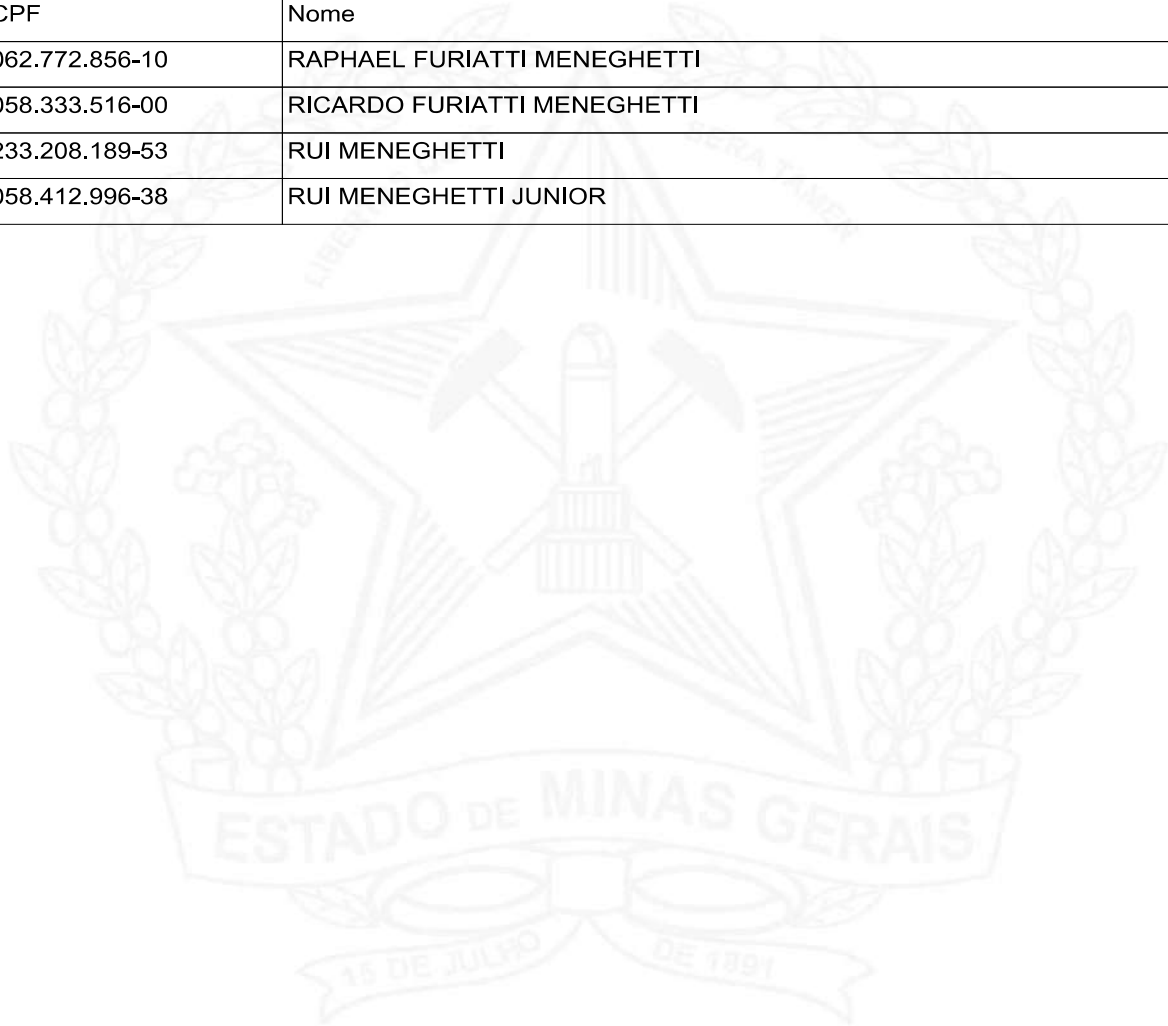 CPF Nome
062.772.856-10 RAPHAEL FURIATTI MENEGHETTI
058.333.516-00 RICARDO FURIATTI MENEGHETTI
233.208.189-53 RUI MENEGHETTI
058.412.996-38 RUI MENEGHETTI JUNIOR
SERA TAMEN
ESTADO DE MINAS GERAIS
15 DE JULHO DE 1891